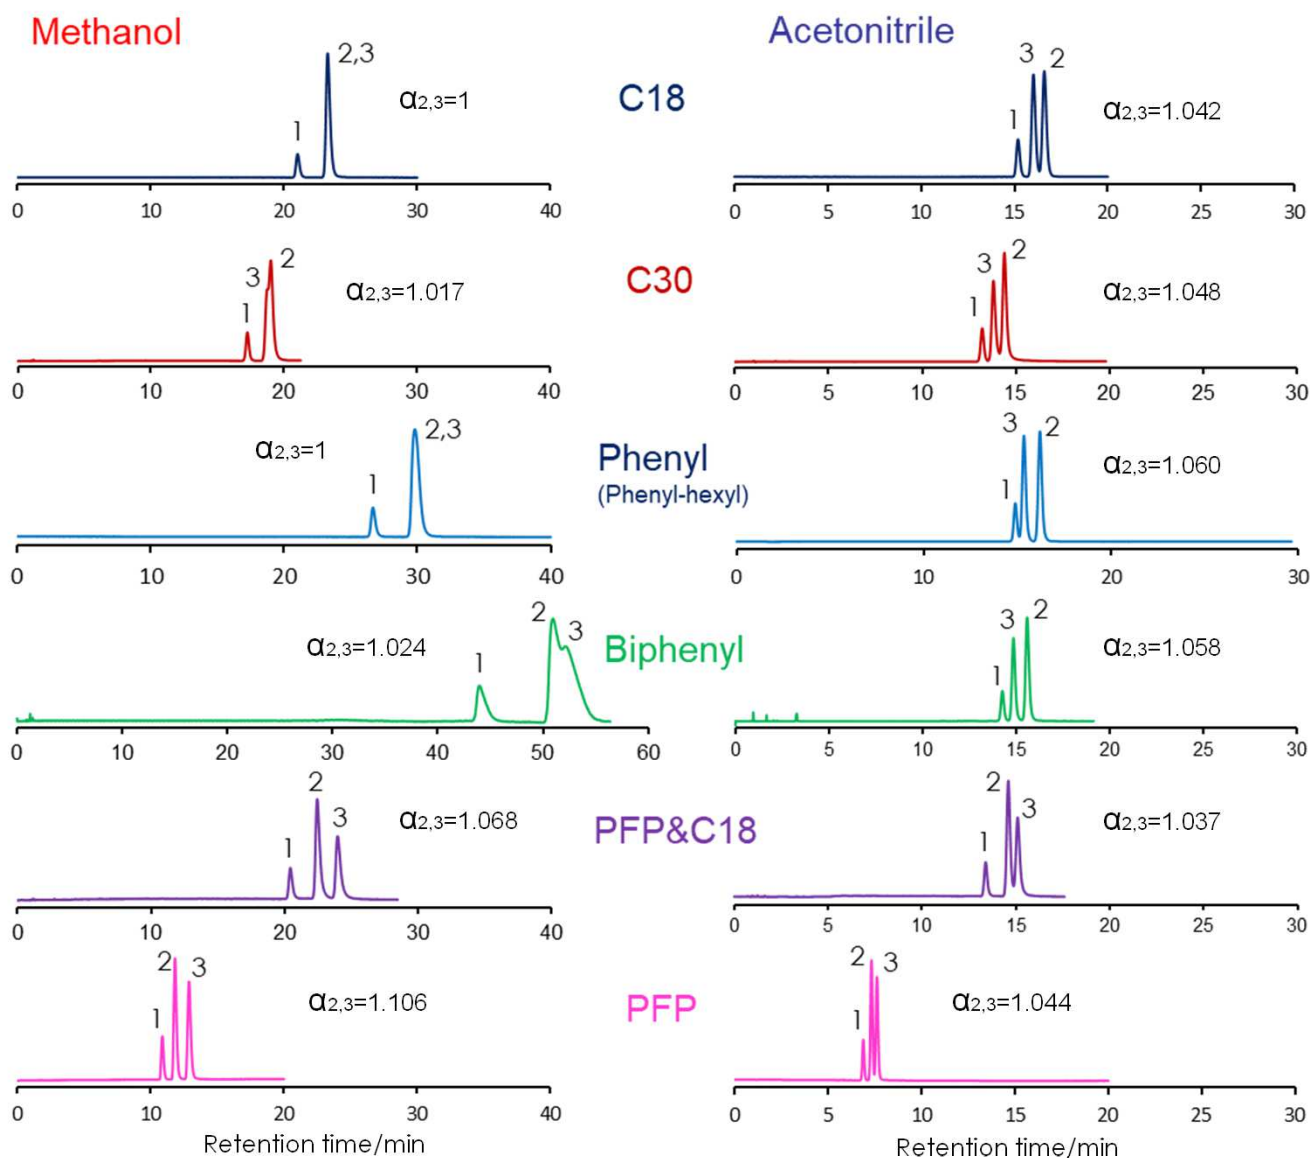 Methanol
Acetonitrile
C18
2,3
α2,3=1
1
0 10 20 30 40
3 2
α2,3=1.042
1
0 5 10 15 20 25 30
C30
3 2
α2,3=1.017
1
0 10 20 30 40
3 2
α2,3=1.048
1
0 5 10 15 20 25 30
Phenyl
(Phenyl-hexyl)
2,3
α2,3=1
1
0 10 20 30 40
3 2
α2,3=1.060
1
0 10 20 30
Biphenyl
2 3
α2,3=1.024
1
0 10 20 30 40 50 60
3 2
α2,3=1.058
1
0 5 10 15 20 25 30
PFP&C18
2 3
α2,3=1.068
1
0 10 20 30 40
2 3
α2,3=1.037
1
0 5 10 15 20 25 30
PFP
2 3
α2,3=1.106
1
0 10 20 30 40
Retention time/min
2 3
α2,3=1.044
1
0 5 10 15 20 25 30
Retention time/min